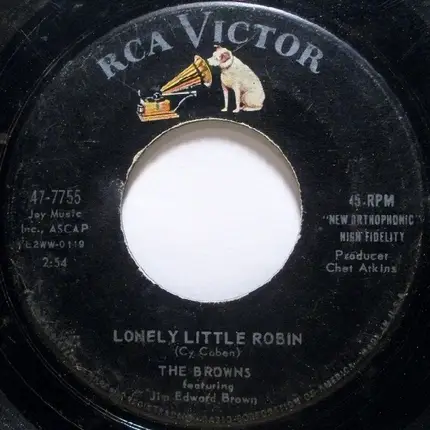 RCA VICTOR
47-7755
Jay Music
Inc., ASCAP
2:54
45-RPM
"NEW ORTHOPHONIC"
HIGH FIDELITY
Producer
Chet Atkins
LONELY LITTLE ROBIN
(Cy Coben)
THE BROWNS
featuring
Jim Edward Brown